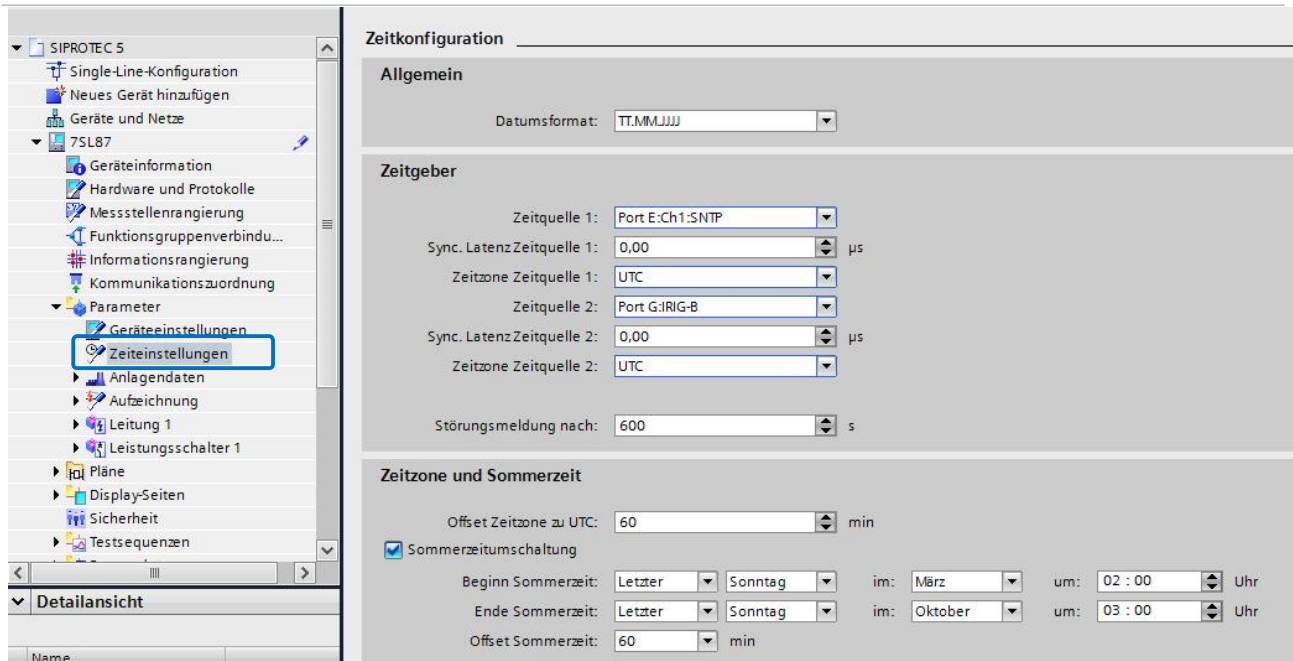 SIPROTEC 5
Single-Line-Konfiguration
Neues Gerät hinzufügen
Geräte und Netze
7SL87
Geräteinformation
Hardware und Protokolle
Messstellenrangierung
Funktionsgruppenverbindu...
Informationsrangierung
Kommunikationszuordnung
Parameter
Geräteeinstellungen
Zeiteinstellungen
Anlagendaten
Aufzeichnung
Leitung 1
Leistungsschalter 1
Pläne
Display-Seiten
Sicherheit
Testsequenzen
Detailansicht
Name
Zeitkonfiguration
Allgemein
Datumsformat: TT.MM.JJJJ
Zeitgeber
Zeitquelle 1: Port E:Ch1:SNTP
Sync. Latenz Zeitquelle 1: 0,00 µs
Zeitzone Zeitquelle 1: UTC
Zeitquelle 2: Port G:IRIG-B
Sync. Latenz Zeitquelle 2: 0,00 µs
Zeitzone Zeitquelle 2: UTC
Störungsmeldung nach: 600 s
Zeitzone und Sommerzeit
Offset Zeitzone zu UTC: 60 min
Sommerzeitumschaltung
Beginn Sommerzeit: Letzter Sonntag im: März um: 02 : 00 Uhr
Ende Sommerzeit: Letzter Sonntag im: Oktober um: 03 : 00 Uhr
Offset Sommerzeit: 60 min